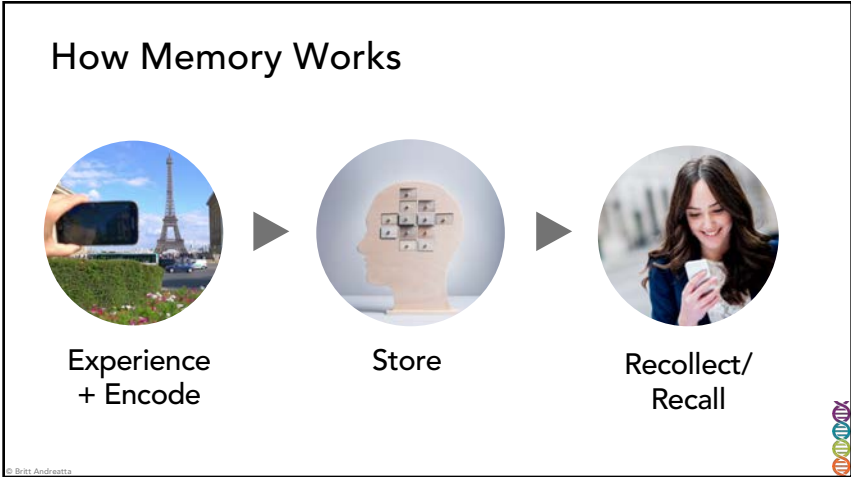 How Memory Works
Experience
+ Encode
Store
Recollect/
Recall
© Britt Andreatta